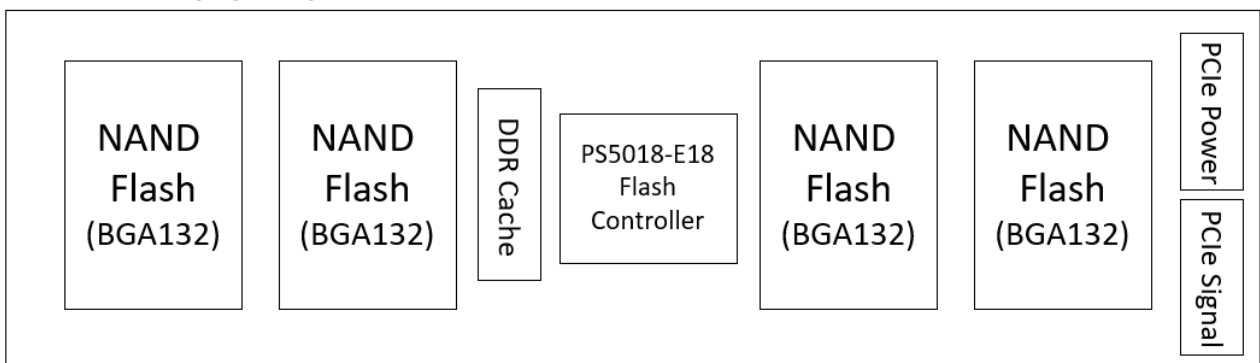 NAND
Flash
(BGA132)
NAND
Flash
(BGA132)
DDR Cache
PS5018-E18
Flash
Controller
NAND
Flash
(BGA132)
NAND
Flash
(BGA132)
PCIe Power
PCIe Signal